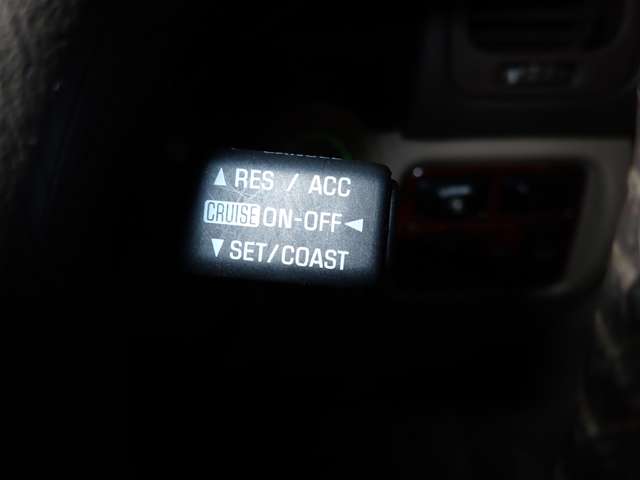 ▲ RES / ACC
CRUISE ON-OFF ◄
▼ SET/COAST